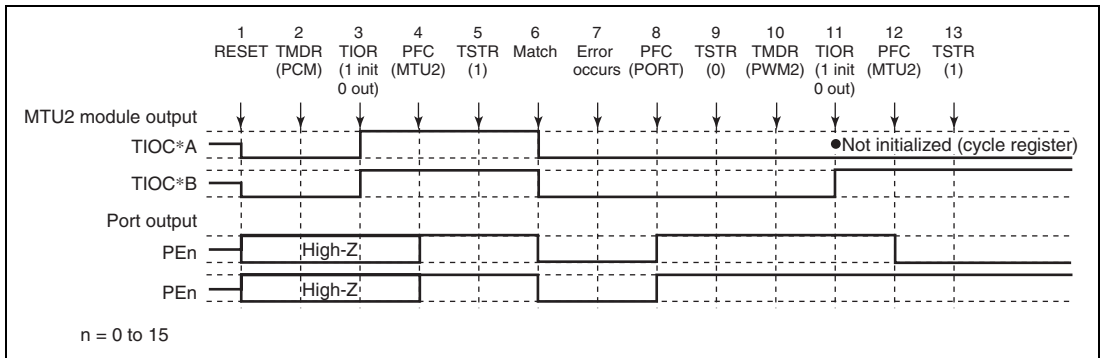 1 2 3 4 5 6 7 8 9 10 11 12 13
RESET TMDR TIOR PFC TSTR Match Error PFC TSTR TMDR TIOR PFC TSTR
(PCM) (1 init (MTU2) (1) occurs (PORT) (0) (PWM2) (1 init (MTU2) (1)
0 out) 0 out)
MTU2 module output
TIOC*A
●Not initialized (cycle register)
TIOC*B
Port output
PEn
High-Z
PEn
High-Z
n = 0 to 15